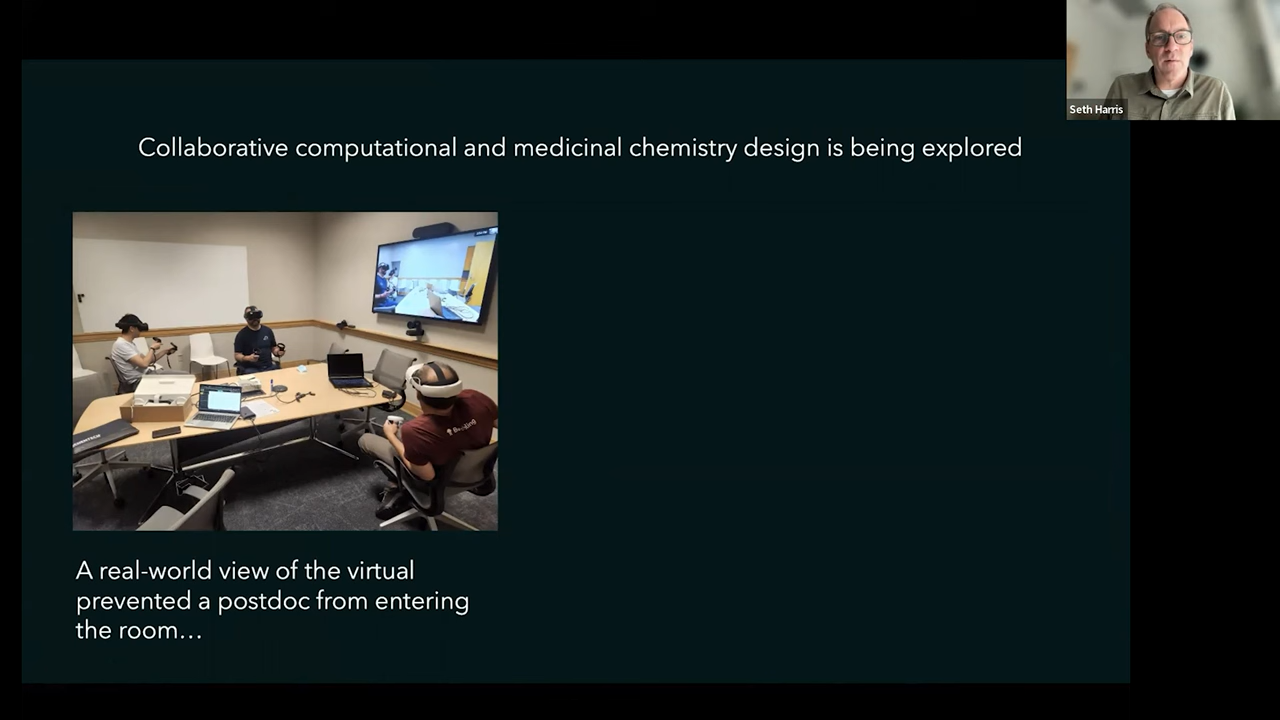 Seth Harris
Collaborative computational and medicinal chemistry design is being explored
A real-world view of the virtual
prevented a postdoc from entering
the room…